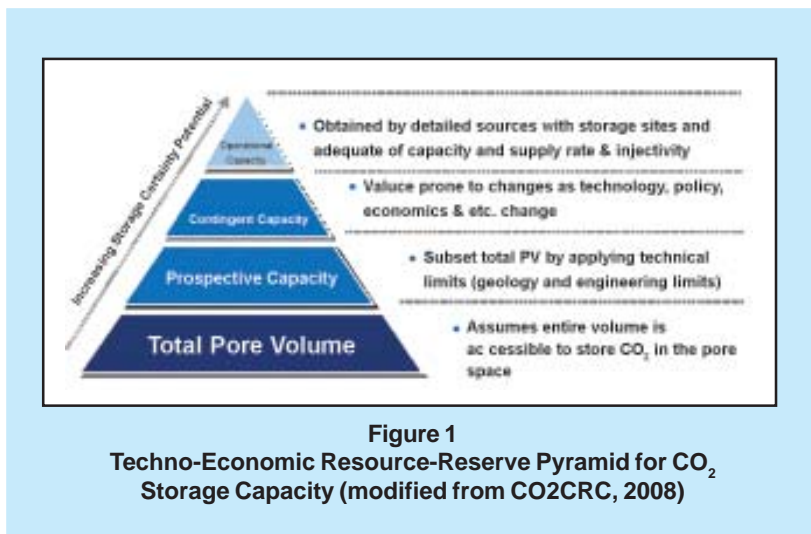 Increasing Storage Certainty Potential
Operational
Capacity
• Obtained by detailed sources with storage sites and
adequate of capacity and supply rate & injectivity
Contingent Capacity
• Valuce prone to changes as technology, policy,
economics & etc. change
Prospective Capacity
• Subset total PV by applying technical
limits (geology and engineering limits)
Total Pore Volume
• Assumes entire volume is
ac cessible to store CO₂ in the pore
space
Figure 1
Techno-Economic Resource-Reserve Pyramid for CO₂
Storage Capacity (modified from CO2CRC, 2008)